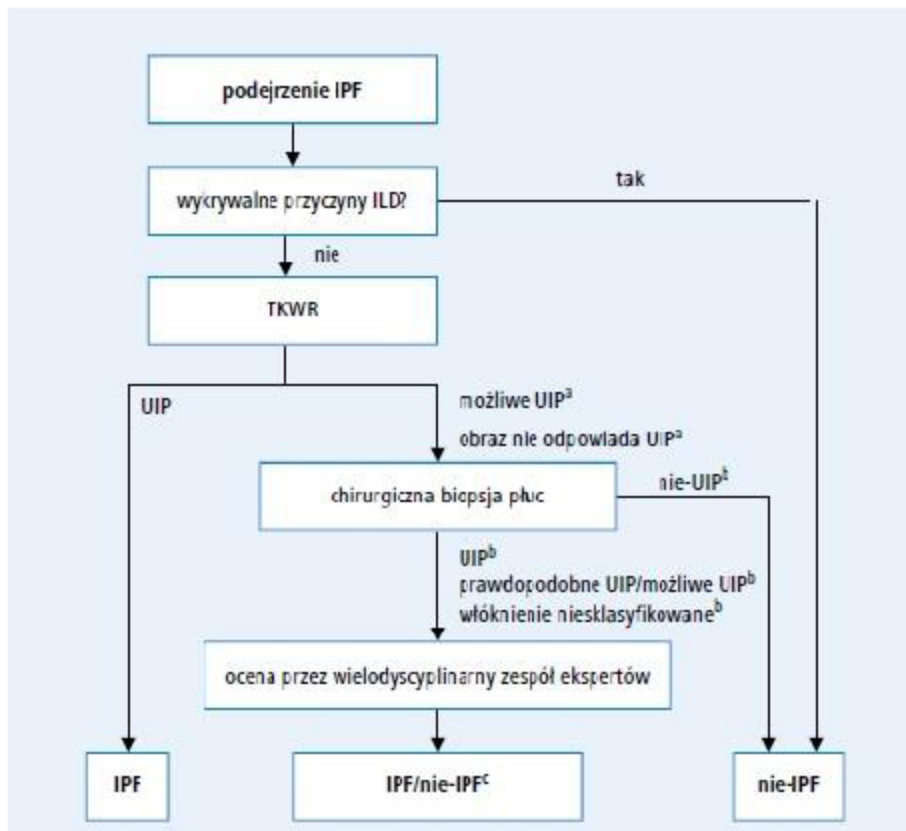 podejrzenie IPF
wykrywalne przyczyny ILD?
tak
nie
TKWR
UIP
możliwe UIPᵃ
obraz nie odpowiada UIPᵃ
chirurgiczna biopsja płuc
nie-UIPᵇ
UIPᵇ
prawdopodobne UIP/możliwe UIPᵇ
włóknienie niesklasyfikowaneᵇ
ocena przez wielodyscyplinarny zespół ekspertów
IPF
IPF/nie-IPFᶜ
nie-IPF